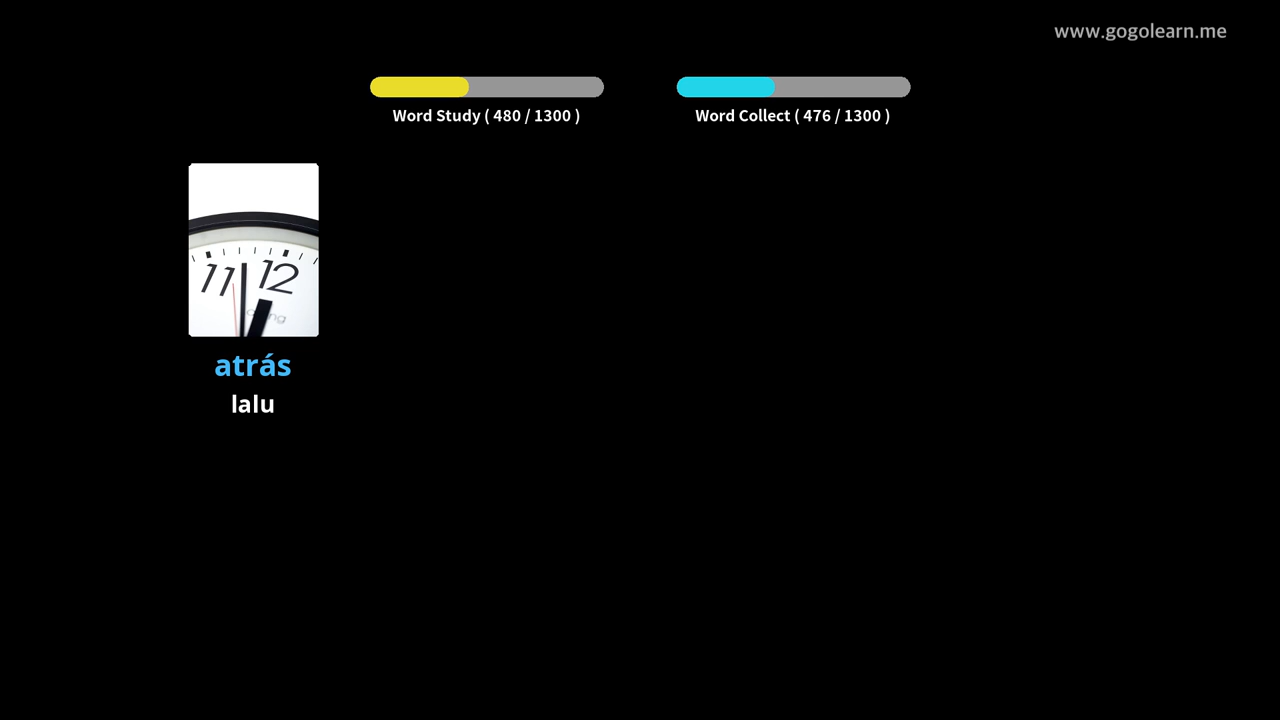 www.gogolearn.me
Word Study ( 480 / 1300 )
Word Collect ( 476 / 1300 )
11 12
atrás
lalu